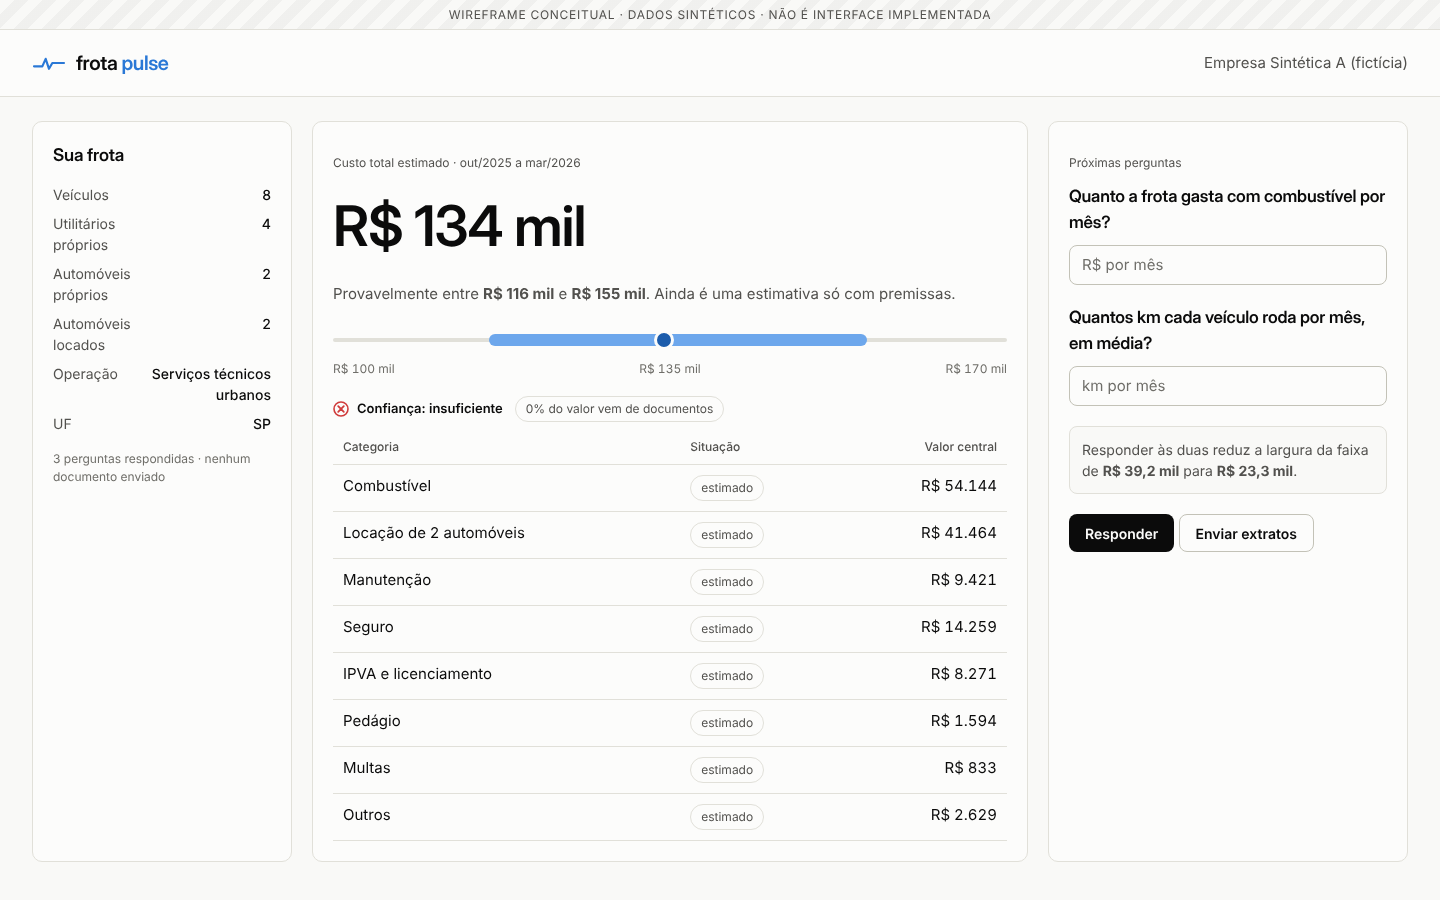 WIREFRAME CONCEITUAL · DADOS SINTÉTICOS · NÃO É INTERFACE IMPLEMENTADA
frota pulse
Empresa Sintética A (fictícia)
Sua frota
Veículos 8
Utilitários próprios 4
Automóveis próprios 2
Automóveis locados 2
Operação Serviços técnicos urbanos
UF SP
3 perguntas respondidas · nenhum
documento enviado
Custo total estimado · out/2025 a mar/2026
R$ 134 mil
Provavelmente entre R$ 116 mil e R$ 155 mil. Ainda é uma estimativa só com premissas.
R$ 100 mil R$ 135 mil R$ 170 mil
Confiança: insuficiente 0% do valor vem de documentos
Categoria Situação Valor central
Combustível estimado R$ 54.144
Locação de 2 automóveis estimado R$ 41.464
Manutenção estimado R$ 9.421
Seguro estimado R$ 14.259
IPVA e licenciamento estimado R$ 8.271
Pedágio estimado R$ 1.594
Multas estimado R$ 833
Outros estimado R$ 2.629
Próximas perguntas
Quanto a frota gasta com combustível por
mês?
R$ por mês
Quantos km cada veículo roda por mês,
em média?
km por mês
Responder às duas reduz a largura da faixa
de R$ 39,2 mil para R$ 23,3 mil.
Responder Enviar extratos